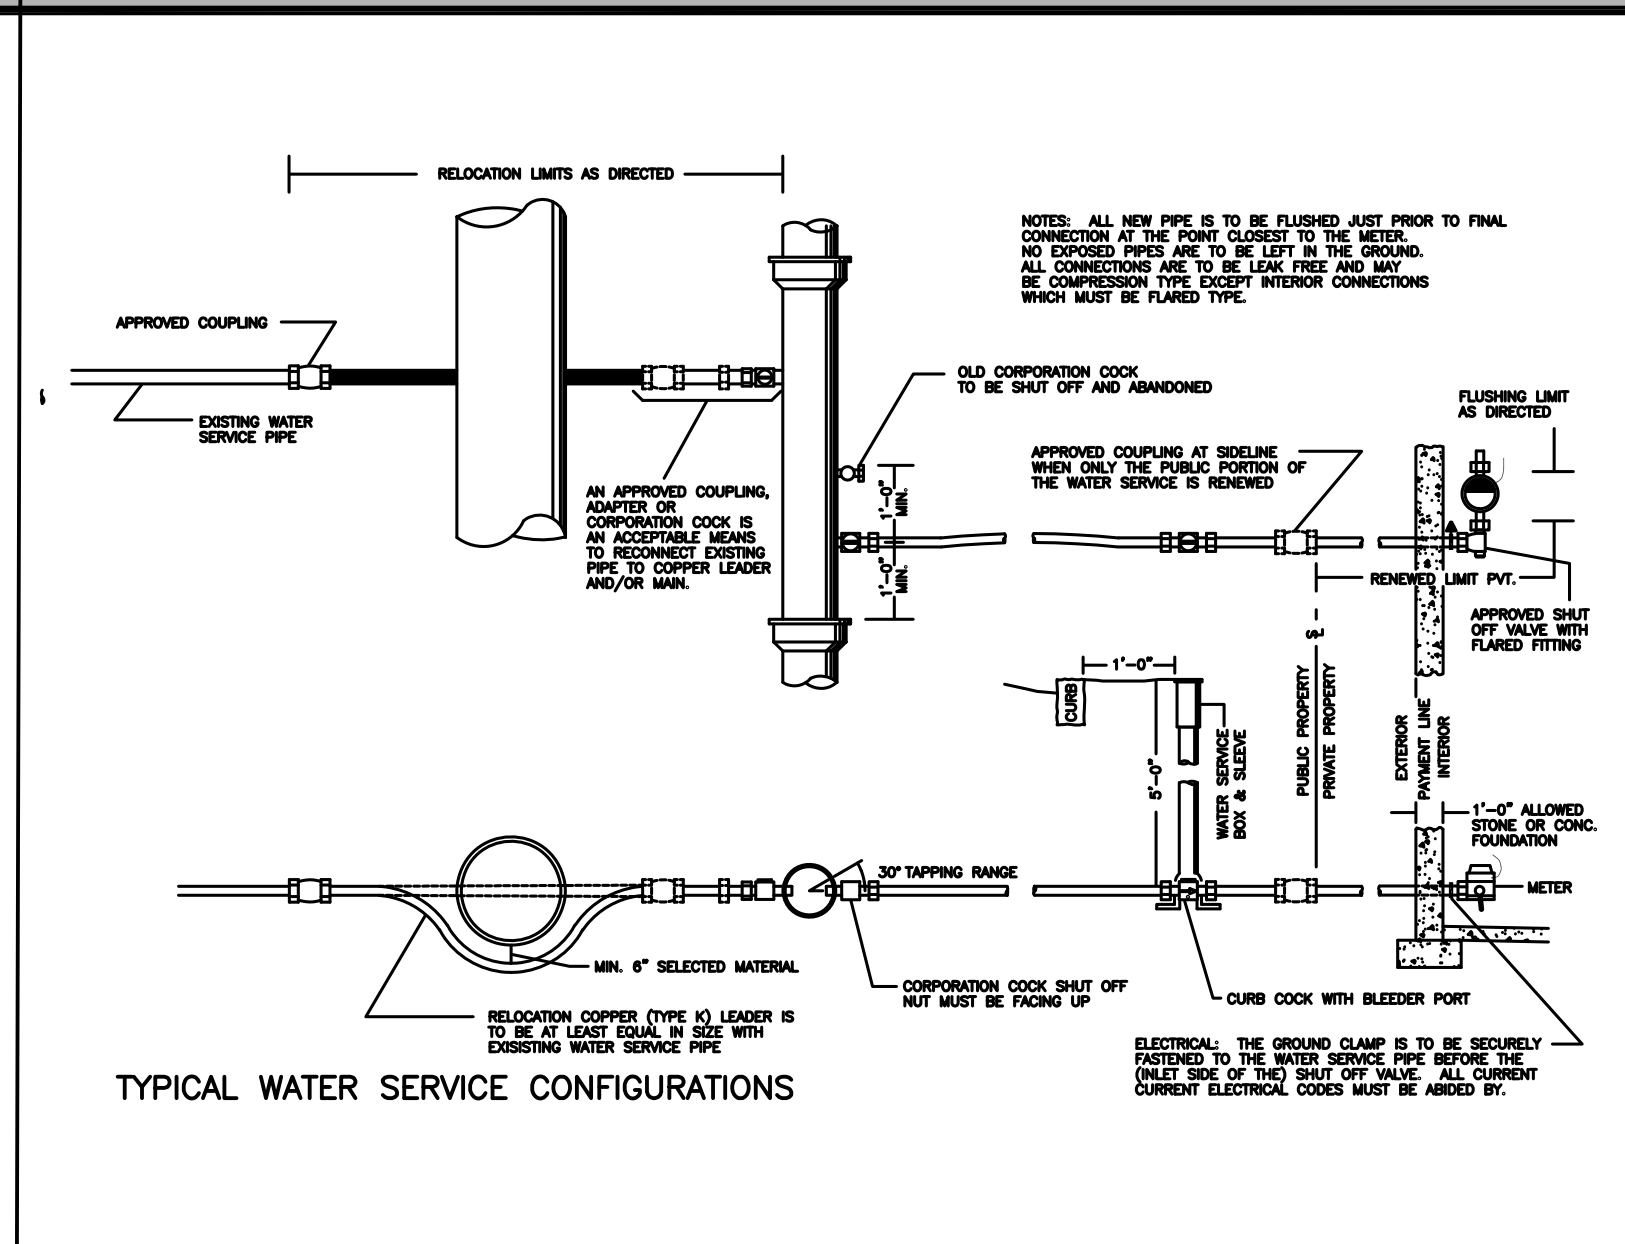 RELOCATION LIMITS AS DIRECTED
NOTES: ALL NEW PIPE IS TO BE FLUSHED JUST PRIOR TO FINAL
CONNECTION AT THE POINT CLOSEST TO THE METER.
NO EXPOSED PIPES ARE TO BE LEFT IN THE GROUND.
ALL CONNECTIONS ARE TO BE LEAK FREE AND MAY
BE COMPRESSION TYPE EXCEPT INTERIOR CONNECTIONS
WHICH MUST BE FLARED TYPE.
APPROVED COUPLING
EXISTING WATER
SERVICE PIPE
OLD CORPORATION COCK
TO BE SHUT OFF AND ABANDONED
FLUSHING LIMIT
AS DIRECTED
APPROVED COUPLING AT SIDELINE
WHEN ONLY THE PUBLIC PORTION OF
THE WATER SERVICE IS RENEWED
AN APPROVED COUPLING,
ADAPTER OR
CORPORATION COCK IS
AN ACCEPTABLE MEANS
TO RECONNECT EXISTING
PIPE TO COPPER LEADER
AND/OR MAIN.
1'-0"
MIN.
1'-0"
MIN.
RENEWED LIMIT PVT.
APPROVED SHUT
OFF VALVE WITH
FLARED FITTING
SL
1'-0"
CURB
5'-0"
WATER SERVICE
BOX & SLEEVE
PUBLIC PROPERTY
PRIVATE PROPERTY
EXTERIOR
PAYMENT LINE
INTERIOR
1'-0" ALLOWED
STONE OR CONC.
FOUNDATION
30° TAPPING RANGE
METER
MIN. 6" SELECTED MATERIAL
CORPORATION COCK SHUT OFF
NUT MUST BE FACING UP
CURB COCK WITH BLEEDER PORT
RELOCATION COPPER (TYPE K) LEADER IS
TO BE AT LEAST EQUAL IN SIZE WITH
EXISISTING WATER SERVICE PIPE
ELECTRICAL: THE GROUND CLAMP IS TO BE SECURELY
FASTENED TO THE WATER SERVICE PIPE BEFORE THE
(INLET SIDE OF THE) SHUT OFF VALVE. ALL CURRENT
CURRENT ELECTRICAL CODES MUST BE ABIDED BY.
TYPICAL WATER SERVICE CONFIGURATIONS